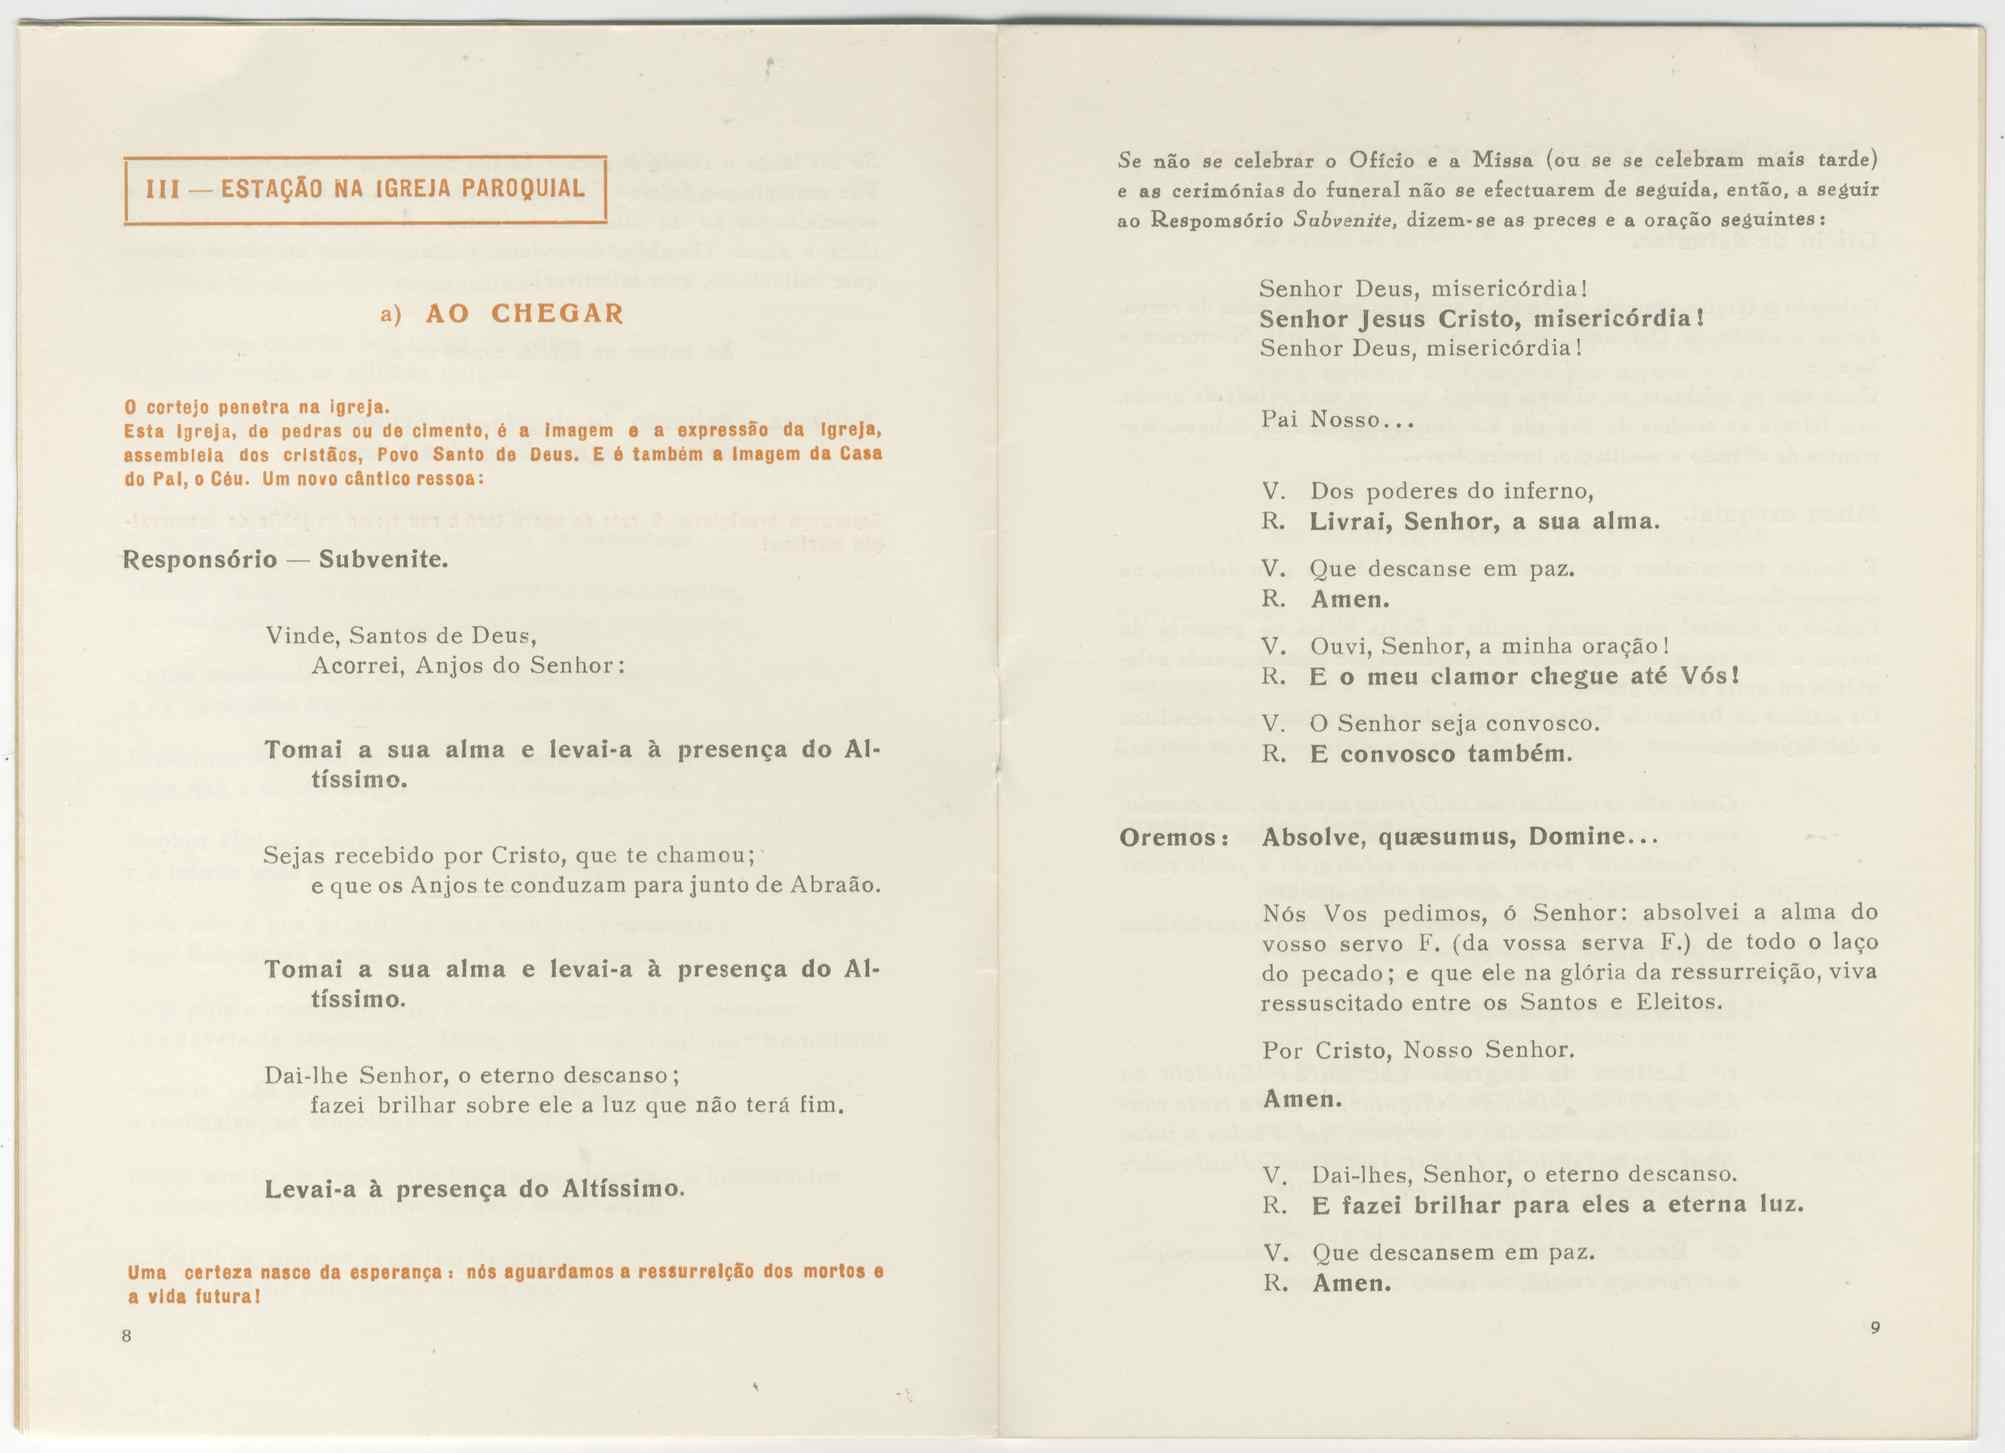 III — ESTAÇÃO NA IGREJA PAROQUIAL
a) AO CHEGAR
O cortejo penetra na igreja.
Esta Igreja, de pedras ou de cimento, é a imagem e a expressão da Igreja,
assembleia dos cristãos, Povo Santo de Deus. E é também a imagem da Casa
do Pai, o Céu. Um novo cântico ressoa:
Responsório — Subvenite.
Vinde, Santos de Deus,
Acorrei, Anjos do Senhor:
Tomai a sua alma e levai-a à presença do Al-
tíssimo.
Sejas recebido por Cristo, que te chamou;
e que os Anjos te conduzam para junto de Abraão.
Tomai a sua alma e levai-a à presença do Al-
tíssimo.
Dai-lhe Senhor, o eterno descanso;
fazei brilhar sobre ele a luz que não terá fim.
Levai-a à presença do Altíssimo.
Uma certeza nasce da esperança: nós aguardamos a ressurreição dos mortos e
a vida futura!
8
Se não se celebrar o Ofício e a Missa (ou se se celebram mais tarde)
e as cerimónias do funeral não se efectuarem de seguida, então, a seguir
ao Respomsório Subvenite, dizem-se as preces e a oração seguintes:
Senhor Deus, misericórdia!
Senhor Jesus Cristo, misericórdia!
Senhor Deus, misericórdia!
Pai Nosso...
V. Dos poderes do inferno,
R. Livrai, Senhor, a sua alma.
V. Que descanse em paz.
R. Amen.
V. Ouvi, Senhor, a minha oração!
R. E o meu clamor chegue até Vós!
V. O Senhor seja convosco.
R. E convosco também.
Oremos: Absolve, quæsumus, Domine...
Nós Vos pedimos, ó Senhor: absolvei a alma do
vosso servo F. (da vossa serva F.) de todo o laço
do pecado; e que ele na glória da ressurreição, viva
ressuscitado entre os Santos e Eleitos.
Por Cristo, Nosso Senhor.
Amen.
V. Dai-lhes, Senhor, o eterno descanso.
R. E fazei brilhar para eles a eterna luz.
V. Que descansem em paz.
R. Amen.
9